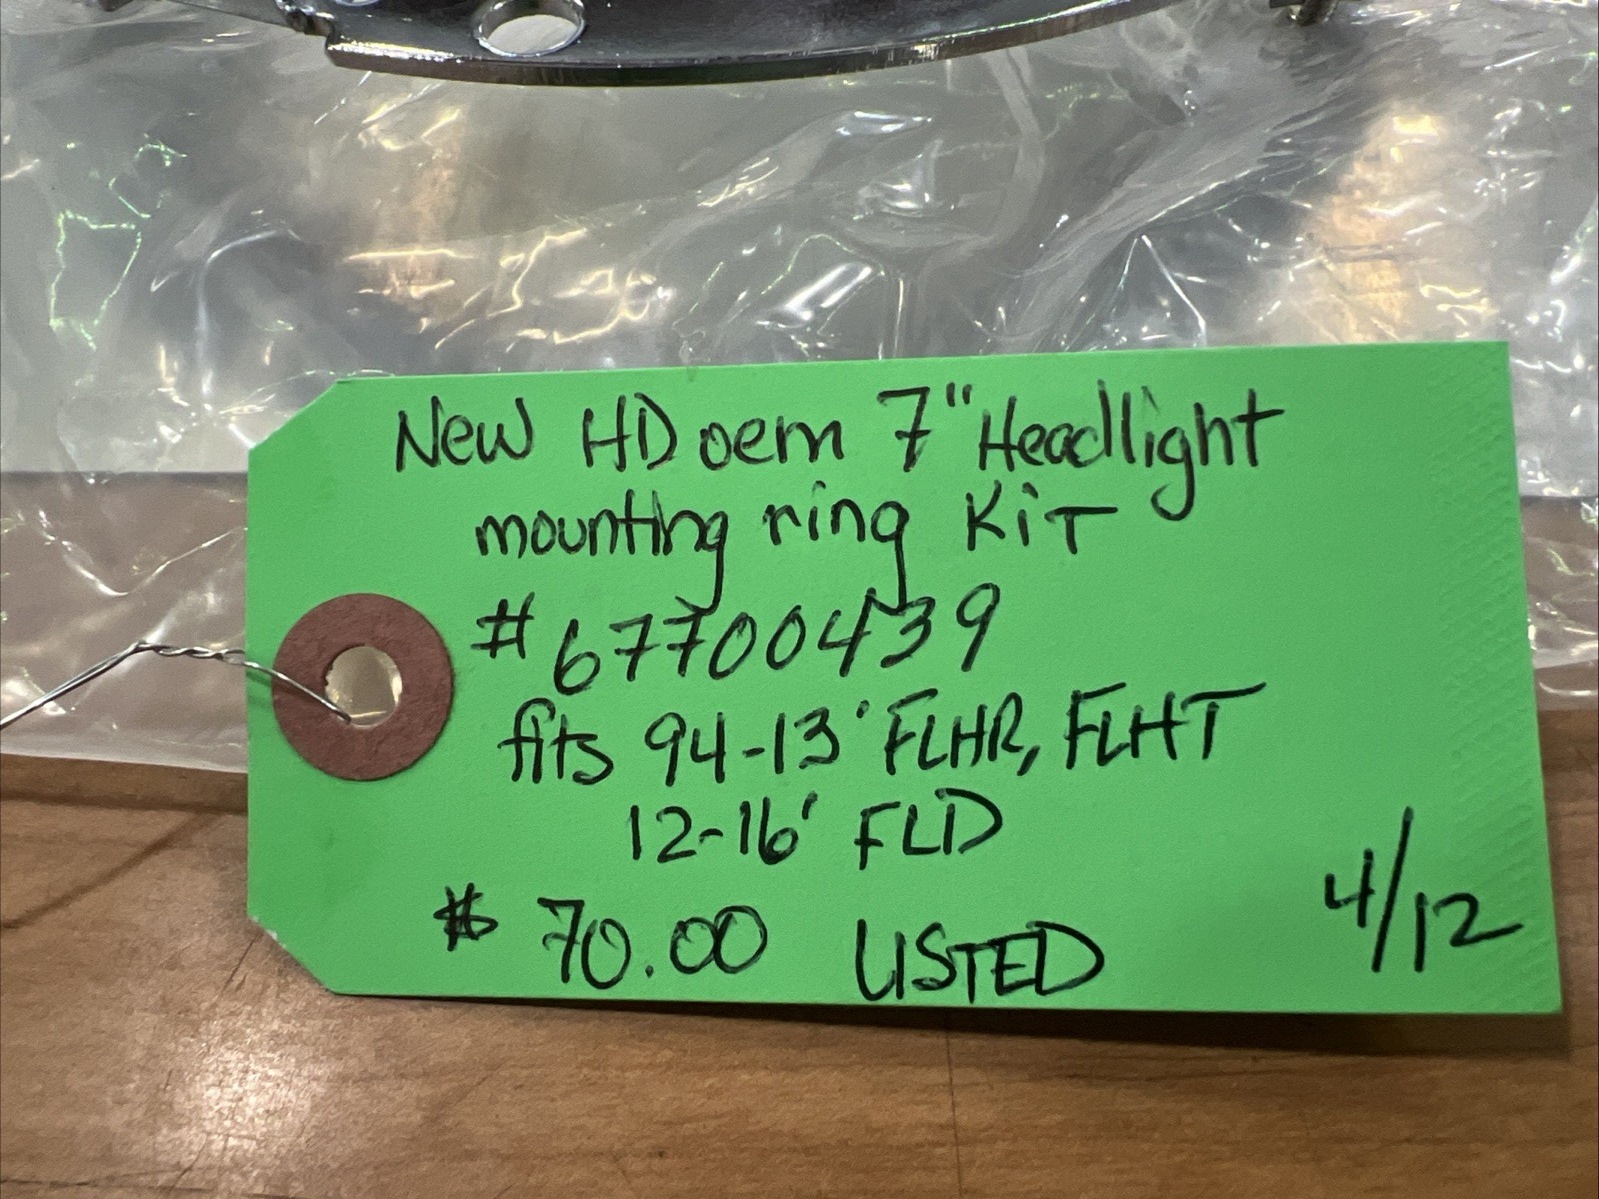 New HD oem 7" Headlight
mounting ring KiT
# 67700439
fits 94-13' FLHR, FLHT
12-16' FLD
$ 70.00 LISTED
4/12